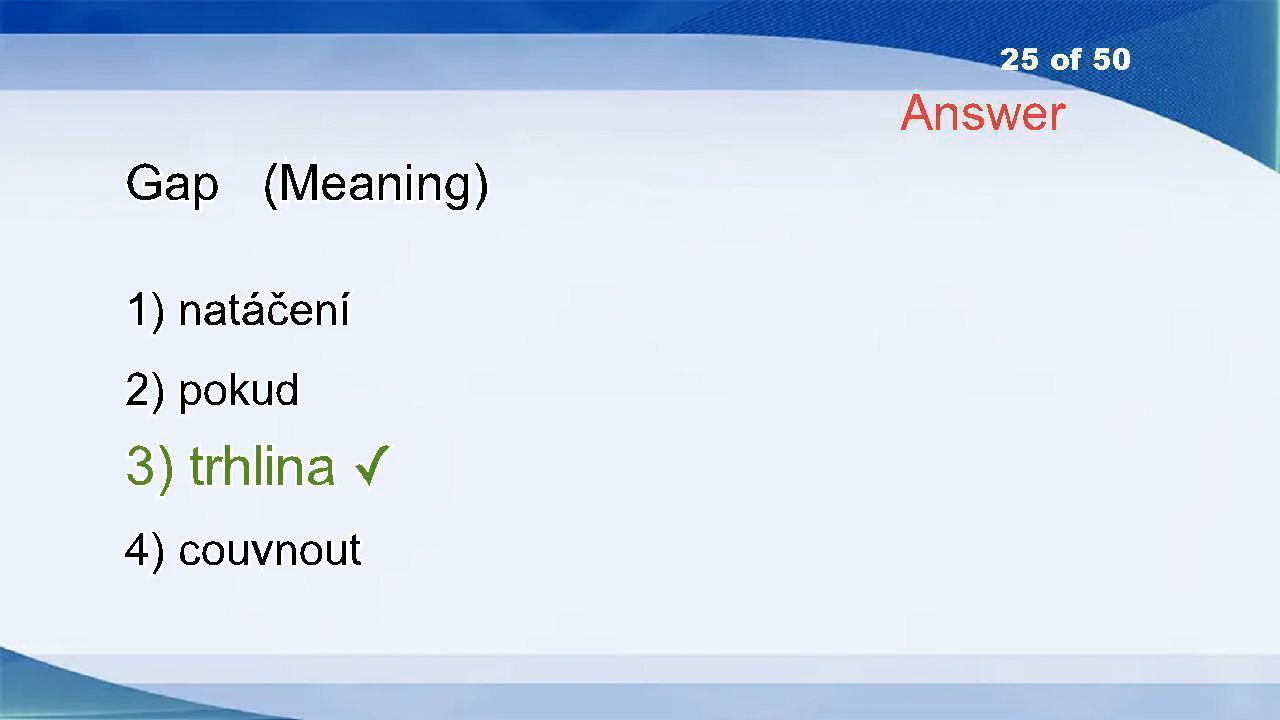 25 of 50
Answer
Gap (Meaning)
1) natáčení
2) pokud
3) trhlina ✓
4) couvnout